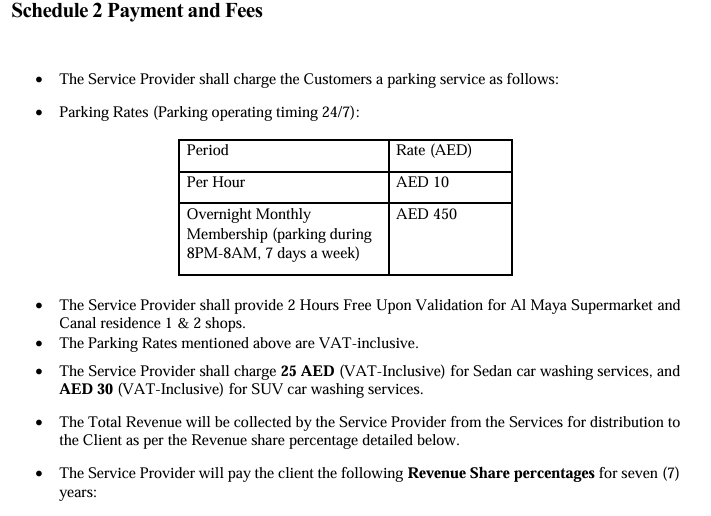 Schedule 2 Payment and Fees
• The Service Provider shall charge the Customers a parking service as follows:
• Parking Rates (Parking operating timing 24/7):
Period Rate (AED)
Per Hour AED 10
Overnight Monthly AED 450
Membership (parking during
8PM-8AM, 7 days a week)
• The Service Provider shall provide 2 Hours Free Upon Validation for Al Maya Supermarket and
Canal residence 1 & 2 shops.
• The Parking Rates mentioned above are VAT-inclusive.
• The Service Provider shall charge 25 AED (VAT-Inclusive) for Sedan car washing services, and
AED 30 (VAT-Inclusive) for SUV car washing services.
• The Total Revenue will be collected by the Service Provider from the Services for distribution to
the Client as per the Revenue share percentage detailed below.
• The Service Provider will pay the client the following Revenue Share percentages for seven (7)
years: